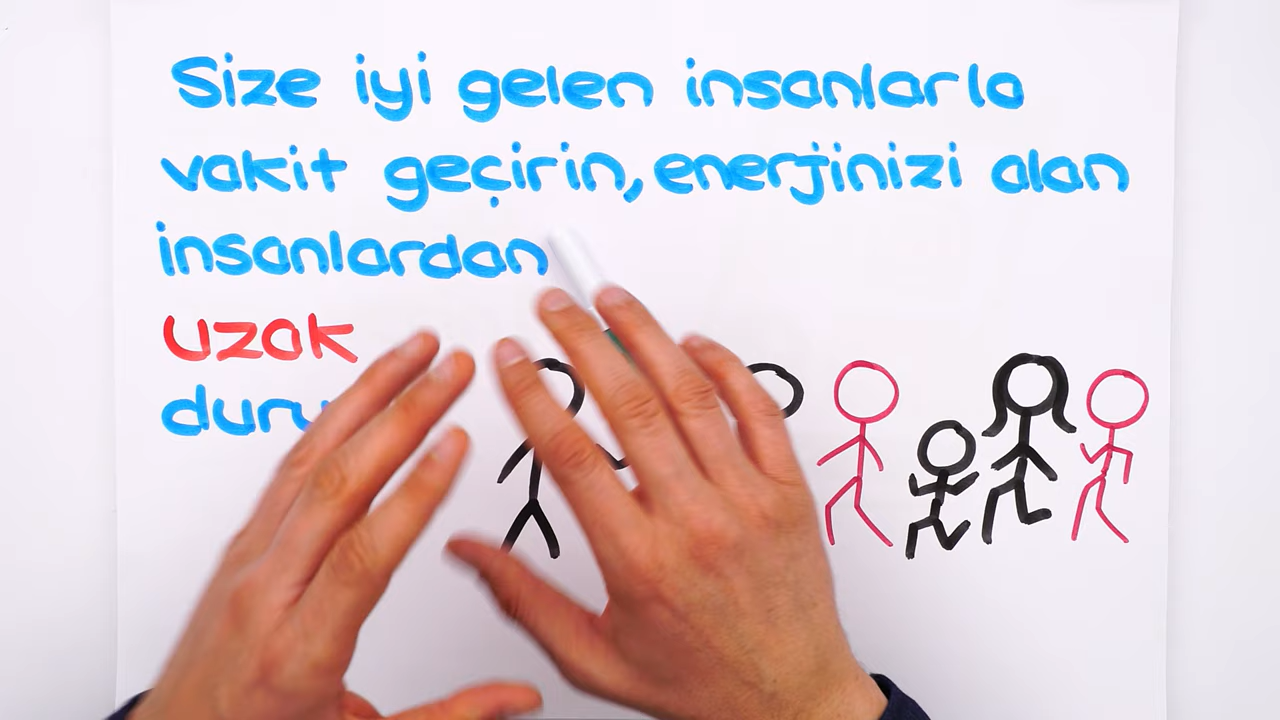 Size iyi gelen insanlarla
vakit geçirin, enerjinizi alan
insanlardan
uzak